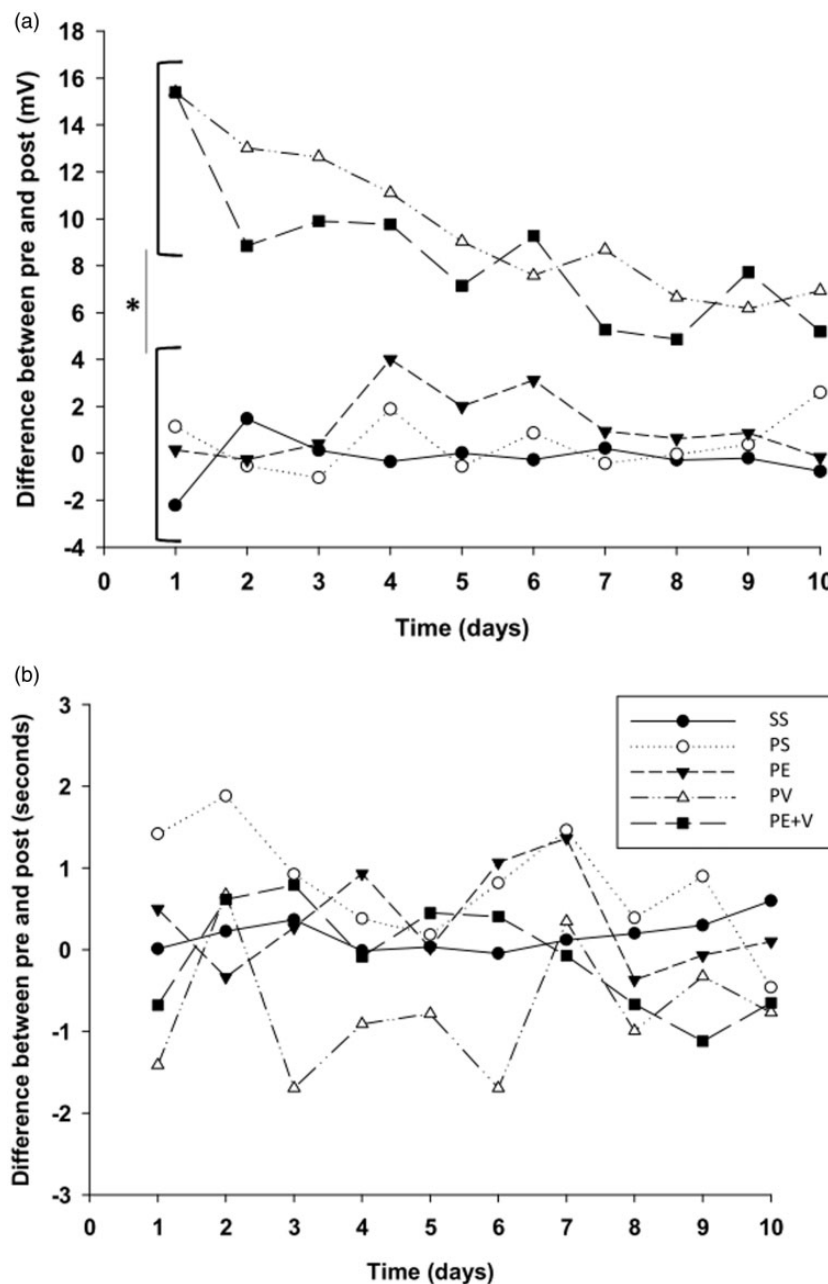 (a)
Difference between pre and post (mV)
18
16
14
12
10
8
6
4
2
0
-2
-4
*
0 1 2 3 4 5 6 7 8 9 10
Time (days)
(b)
Difference between pre and post (seconds)
3
2
1
0
-1
-2
-3
SS
PS
PE
PV
PE+V
0 1 2 3 4 5 6 7 8 9 10
Time (days)